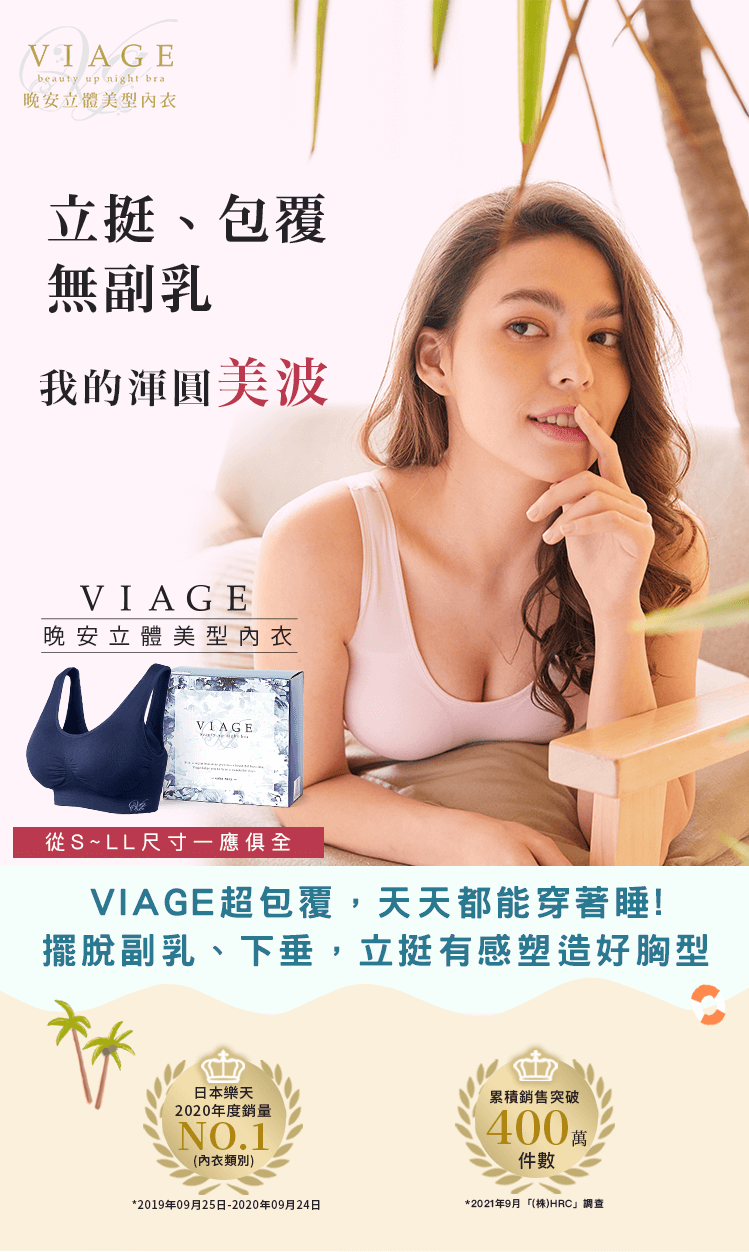 VIAGE
beauty up night bra
晚安立體美型內衣
立挺、包覆
無副乳
我的渾圓美波
VIAGE
晚安立體美型內衣
VIAGE
beauty up night bra
從S~LL尺寸一應俱全
VIAGE超包覆，天天都能穿著睡!
擺脫副乳、下垂，立挺有感塑造好胸型
日本樂天
2020年度銷量
NO.1
(內衣類別)
*2019年09月25日-2020年09月24日
累積銷售突破
400萬
件數
*2021年9月「(株)HRC」調查